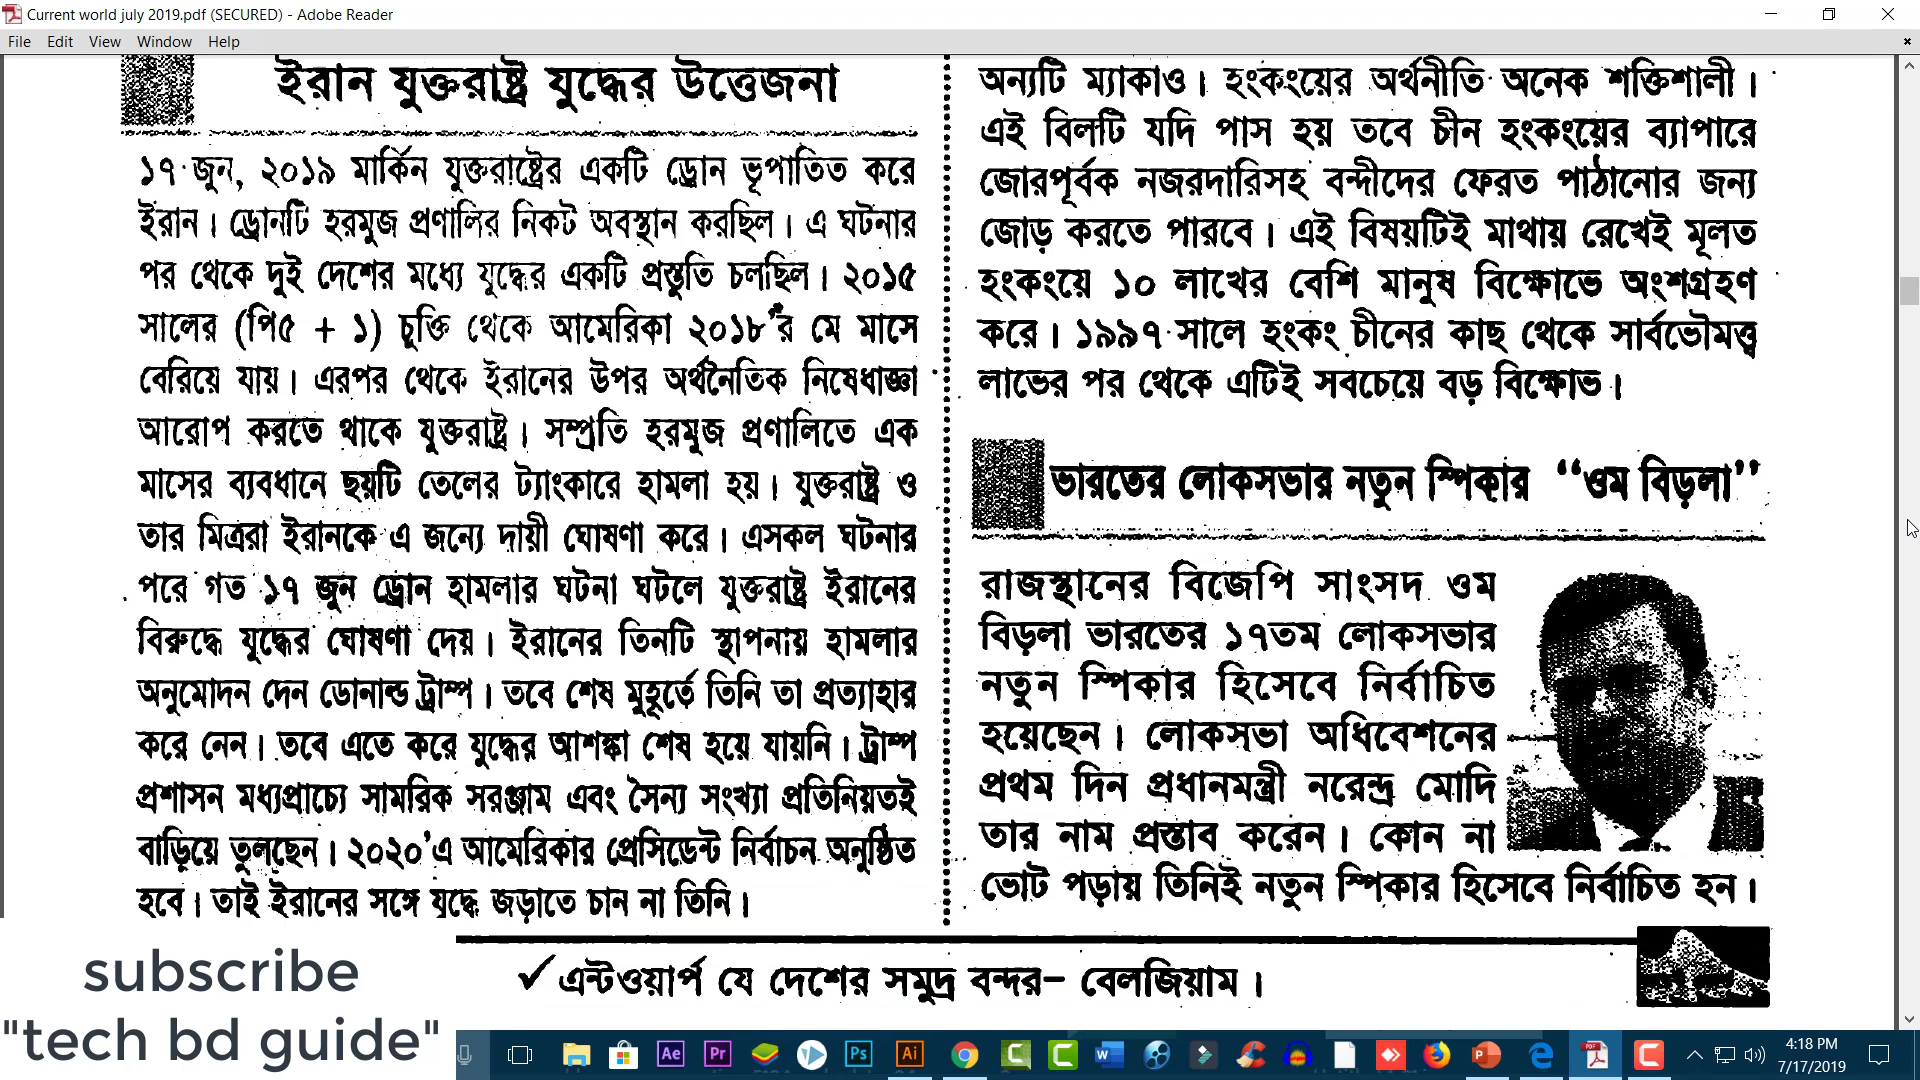 Current world july 2019.pdf (SECURED) - Adobe Reader
File Edit View Window Help
ইরান যুক্তরাষ্ট্র যুদ্ধের উত্তেজনা
১৭ জুন, ২০১৯ মার্কিন যুক্তরাষ্ট্রের একটি ড্রোন ভূপাতিত করে
ইরান। ড্রোনটি হরমুজ প্রণালির নিকট অবস্থান করছিল। এ ঘটনার
পর থেকে দুই দেশের মধ্যে যুদ্ধের একটি প্রস্তুতি চলছিল। ২০১৫
সালের (পি৫ + ১) চুক্তি থেকে আমেরিকা ২০১৮'র মে মাসে
বেরিয়ে যায়। এরপর থেকে ইরানের উপর অর্থনৈতিক নিষেধাজ্ঞা
আরোপ করতে থাকে যুক্তরাষ্ট্র। সম্প্রতি হরমুজ প্রণালিতে এক
মাসের ব্যবধানে ছয়টি তেলের ট্যাংকারে হামলা হয়। যুক্তরাষ্ট্র ও
তার মিত্ররা ইরানকে এ জন্যে দায়ী ঘোষণা করে। এসকল ঘটনার
পরে গত ১৭ জুন ড্রোন হামলার ঘটনা ঘটলে যুক্তরাষ্ট্র ইরানের
বিরুদ্ধে যুদ্ধের ঘোষণা দেয়। ইরানের তিনটি স্থাপনায় হামলার
অনুমোদন দেন ডোনাল্ড ট্রাম্প। তবে শেষ মুহূর্তে তিনি তা প্রত্যাহার
করে নেন। তবে এতে করে যুদ্ধের আশঙ্কা শেষ হয়ে যায়নি। ট্রাম্প
প্রশাসন মধ্যপ্রাচ্যে সামরিক সরঞ্জাম এবং সৈন্য সংখ্যা প্রতিনিয়তই
বাড়িয়ে তুলছেন। ২০২০'এ আমেরিকার প্রেসিডেন্ট নির্বাচন অনুষ্ঠিত
হবে। তাই ইরানের সঙ্গে যুদ্ধে জড়াতে চান না তিনি।
অন্যটি ম্যাকাও। হংকংয়ের অর্থনীতি অনেক শক্তিশালী।
এই বিলটি যদি পাস হয় তবে চীন হংকংয়ের ব্যাপারে
জোরপূর্বক নজরদারিসহ বন্দীদের ফেরত পাঠানোর জন্য
জোড় করতে পারবে। এই বিষয়টিই মাথায় রেখেই মূলত
হংকংয়ে ১০ লাখের বেশি মানুষ বিক্ষোভে অংশগ্রহণ
করে। ১৯৯৭ সালে হংকং চীনের কাছ থেকে সার্বভৌমত্ত্ব
লাভের পর থেকে এটিই সবচেয়ে বড় বিক্ষোভ।
ভারতের লোকসভার নতুন স্পিকার “ওম বিড়লা”
রাজস্থানের বিজেপি সাংসদ ওম
বিড়লা ভারতের ১৭তম লোকসভার
নতুন স্পিকার হিসেবে নির্বাচিত
হয়েছেন। লোকসভা অধিবেশনের
প্রথম দিন প্রধানমন্ত্রী নরেন্দ্র মোদি
তার নাম প্রস্তাব করেন। কোন না
ভোট পড়ায় তিনিই নতুন স্পিকার হিসেবে নির্বাচিত হন।
✓ এন্টওয়ার্প যে দেশের সমুদ্র বন্দর– বেলজিয়াম।
subscribe
"tech bd guide"
Ae Pr Ps Ai
4:18 PM
7/17/2019